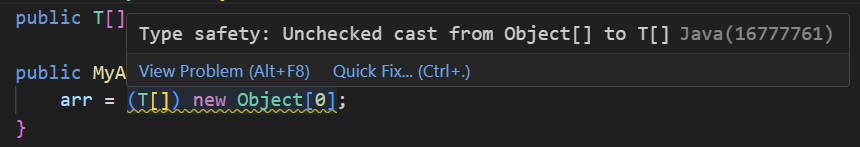 public T[]
Type safety: Unchecked cast from Object[] to T[] Java(16777761)
View Problem (Alt+F8) Quick Fix... (Ctrl+.)
public MyA
arr = (T[]) new Object[0];
}